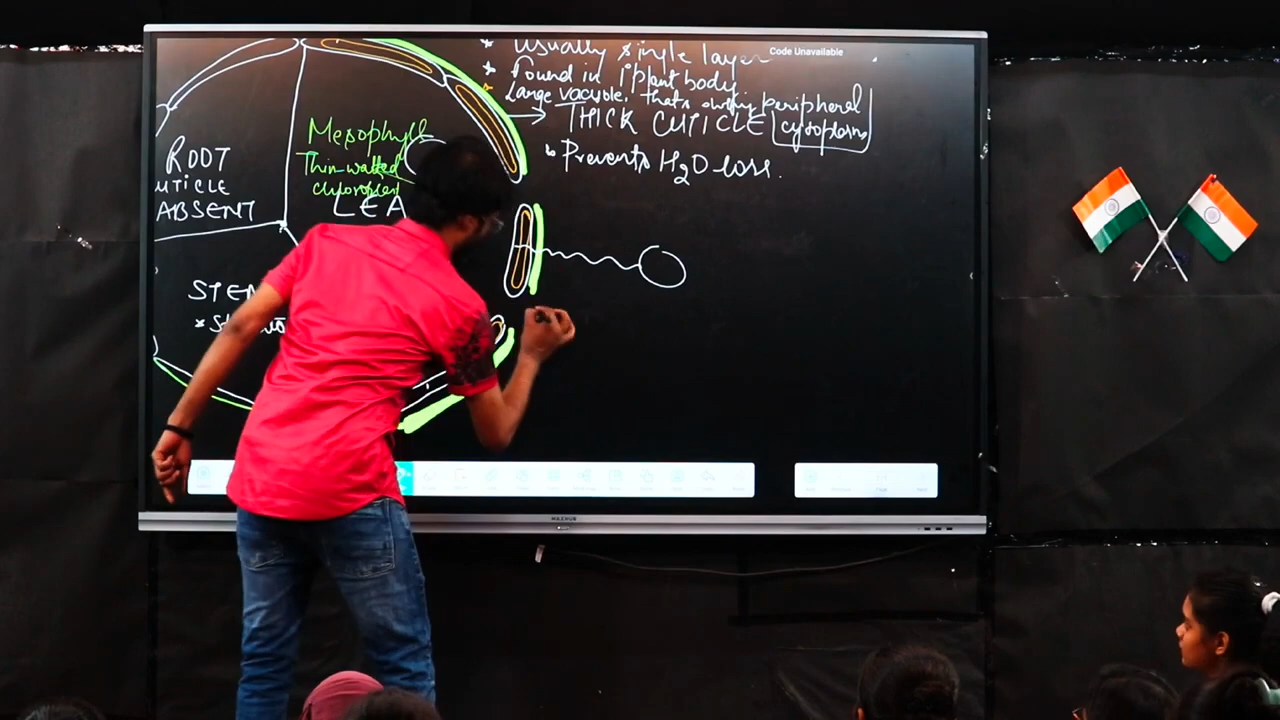 * Usually single layer
Code Unavailable
* found in plant body
* Large vacuole. that's peripheral
cytoplasm
→ THICK CUTICLE
* Prevents H2O loss.
Mesophyll
Thin-walled
ROOT
UTICLE
ABSENT
LEA
STEM
MAXHUB